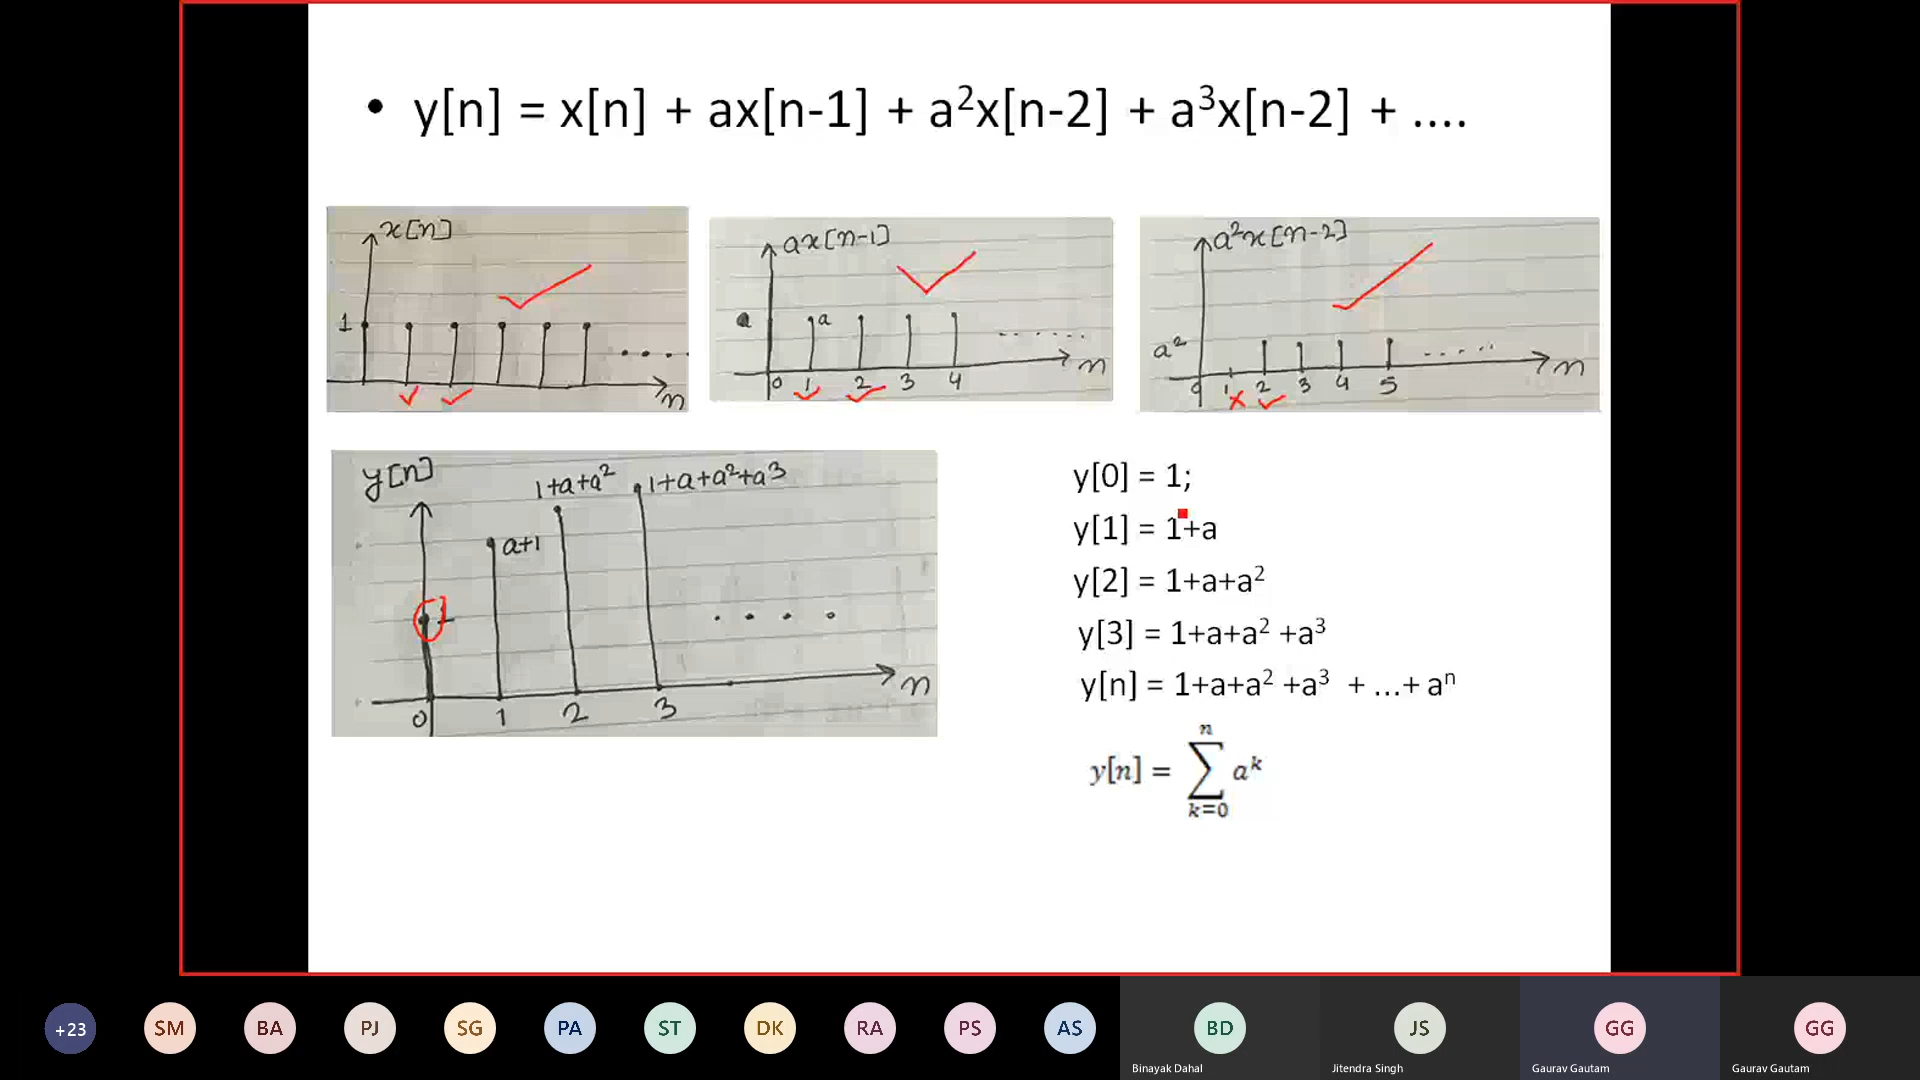 • y[n] = x[n] + ax[n-1] + a²x[n-2] + a³x[n-2] + ....
x[n]
1
n
ax[n-1]
a
a
0 1 2 3 4
n
a²x[n-2]
a²
0 1 2 3 4 5
n
y[n]
1+a+a²
1+a+a²+a³
a+1
1
n
0 1 2 3
y[0] = 1;
y[1] = 1+a
y[2] = 1+a+a²
y[3] = 1+a+a² +a³
y[n] = 1+a+a² +a³ + ...+ aⁿ
n
y[n] = ∑ aᵏ
k=0
+23 SM BA PJ SG PA ST DK RA PS AS BD JS GG GG
Binayak Dahal Jitendra Singh Gaurav Gautam Gaurav Gautam